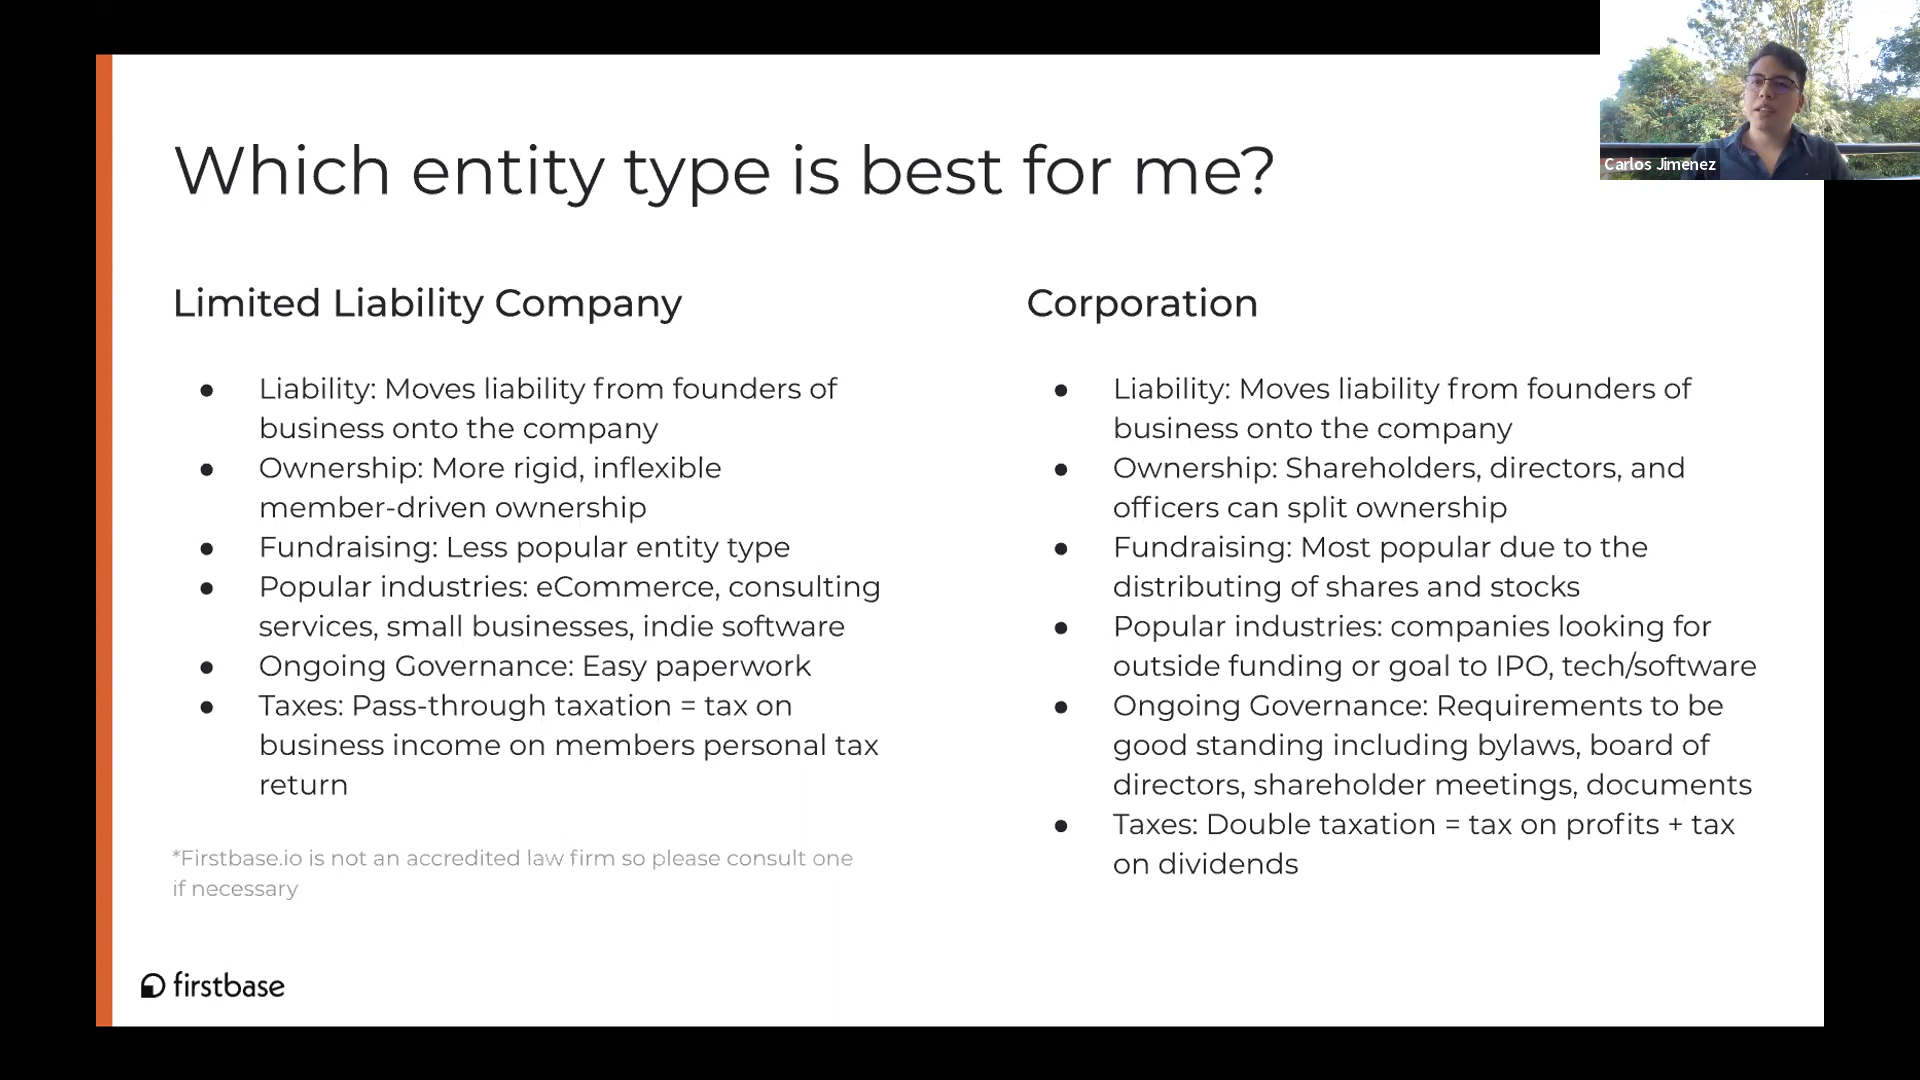 Which entity type is best for me?
Carlos Jimenez
Limited Liability Company
● Liability: Moves liability from founders of
business onto the company
● Ownership: More rigid, inflexible
member-driven ownership
● Fundraising: Less popular entity type
● Popular industries: eCommerce, consulting
services, small businesses, indie software
● Ongoing Governance: Easy paperwork
● Taxes: Pass-through taxation = tax on
business income on members personal tax
return
*Firstbase.io is not an accredited law firm so please consult one
if necessary
Corporation
● Liability: Moves liability from founders of
business onto the company
● Ownership: Shareholders, directors, and
officers can split ownership
● Fundraising: Most popular due to the
distributing of shares and stocks
● Popular industries: companies looking for
outside funding or goal to IPO, tech/software
● Ongoing Governance: Requirements to be
good standing including bylaws, board of
directors, shareholder meetings, documents
● Taxes: Double taxation = tax on profits + tax
on dividends
firstbase